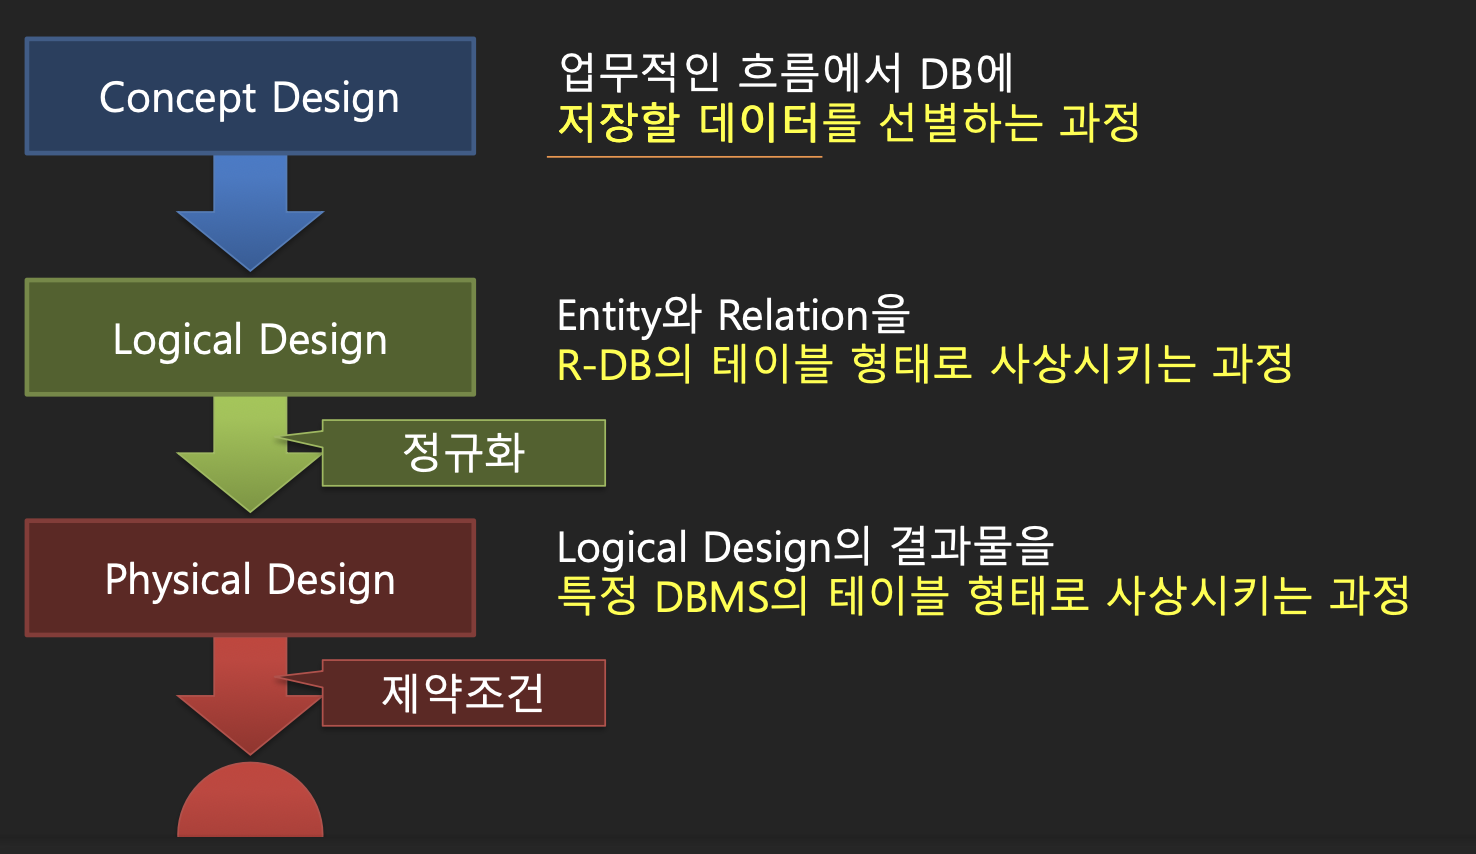 Concept Design
업무적인 흐름에서 DB에
저장할 데이터를 선별하는 과정
Logical Design
Entity와 Relation을
R-DB의 테이블 형태로 사상시키는 과정
정규화
Physical Design
Logical Design의 결과물을
특정 DBMS의 테이블 형태로 사상시키는 과정
제약조건